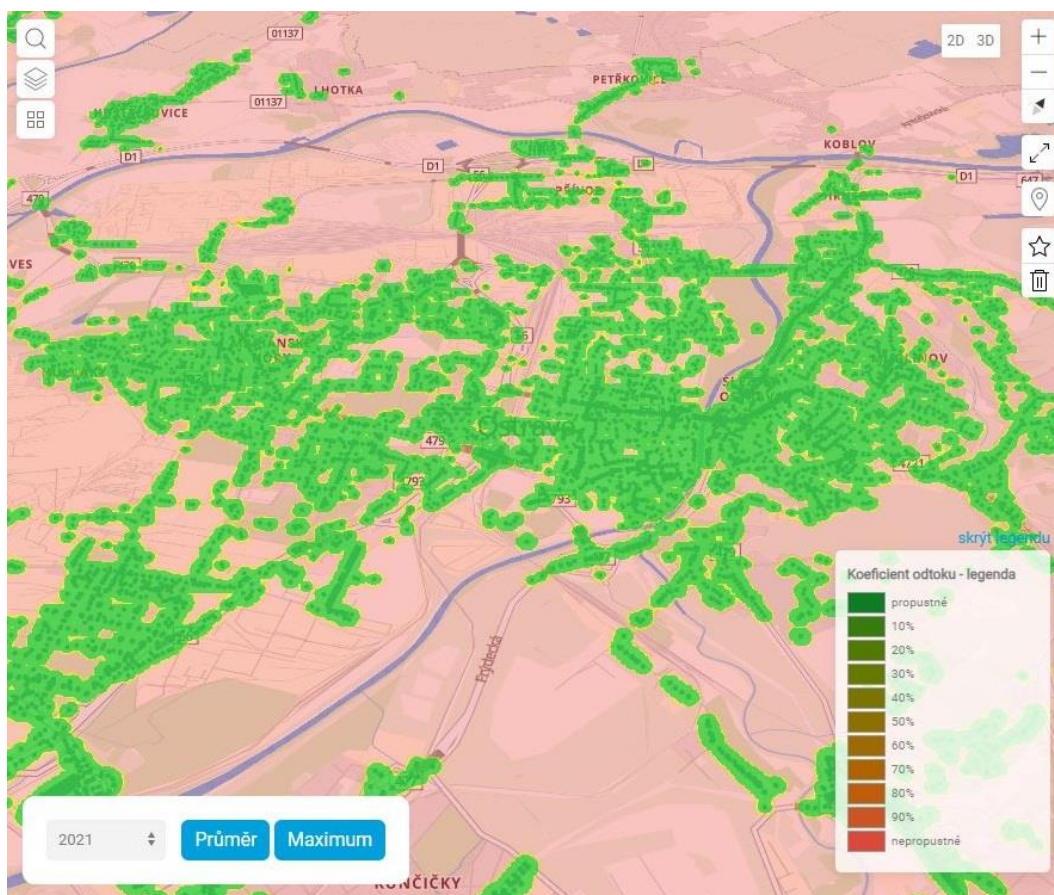 01137
2D 3D
PETŘKOVICE
LHOTKA
01137
KOBLOV
D1
D1
D1
647
479
VES
479
793
793
Ostrava
skrýt legendu
Koeficient odtoku - legenda
propustné
10%
20%
30%
40%
50%
60%
70%
80%
90%
nepropustné
Frýdecká
2021
Průměr
Maximum
KUNČIČKY